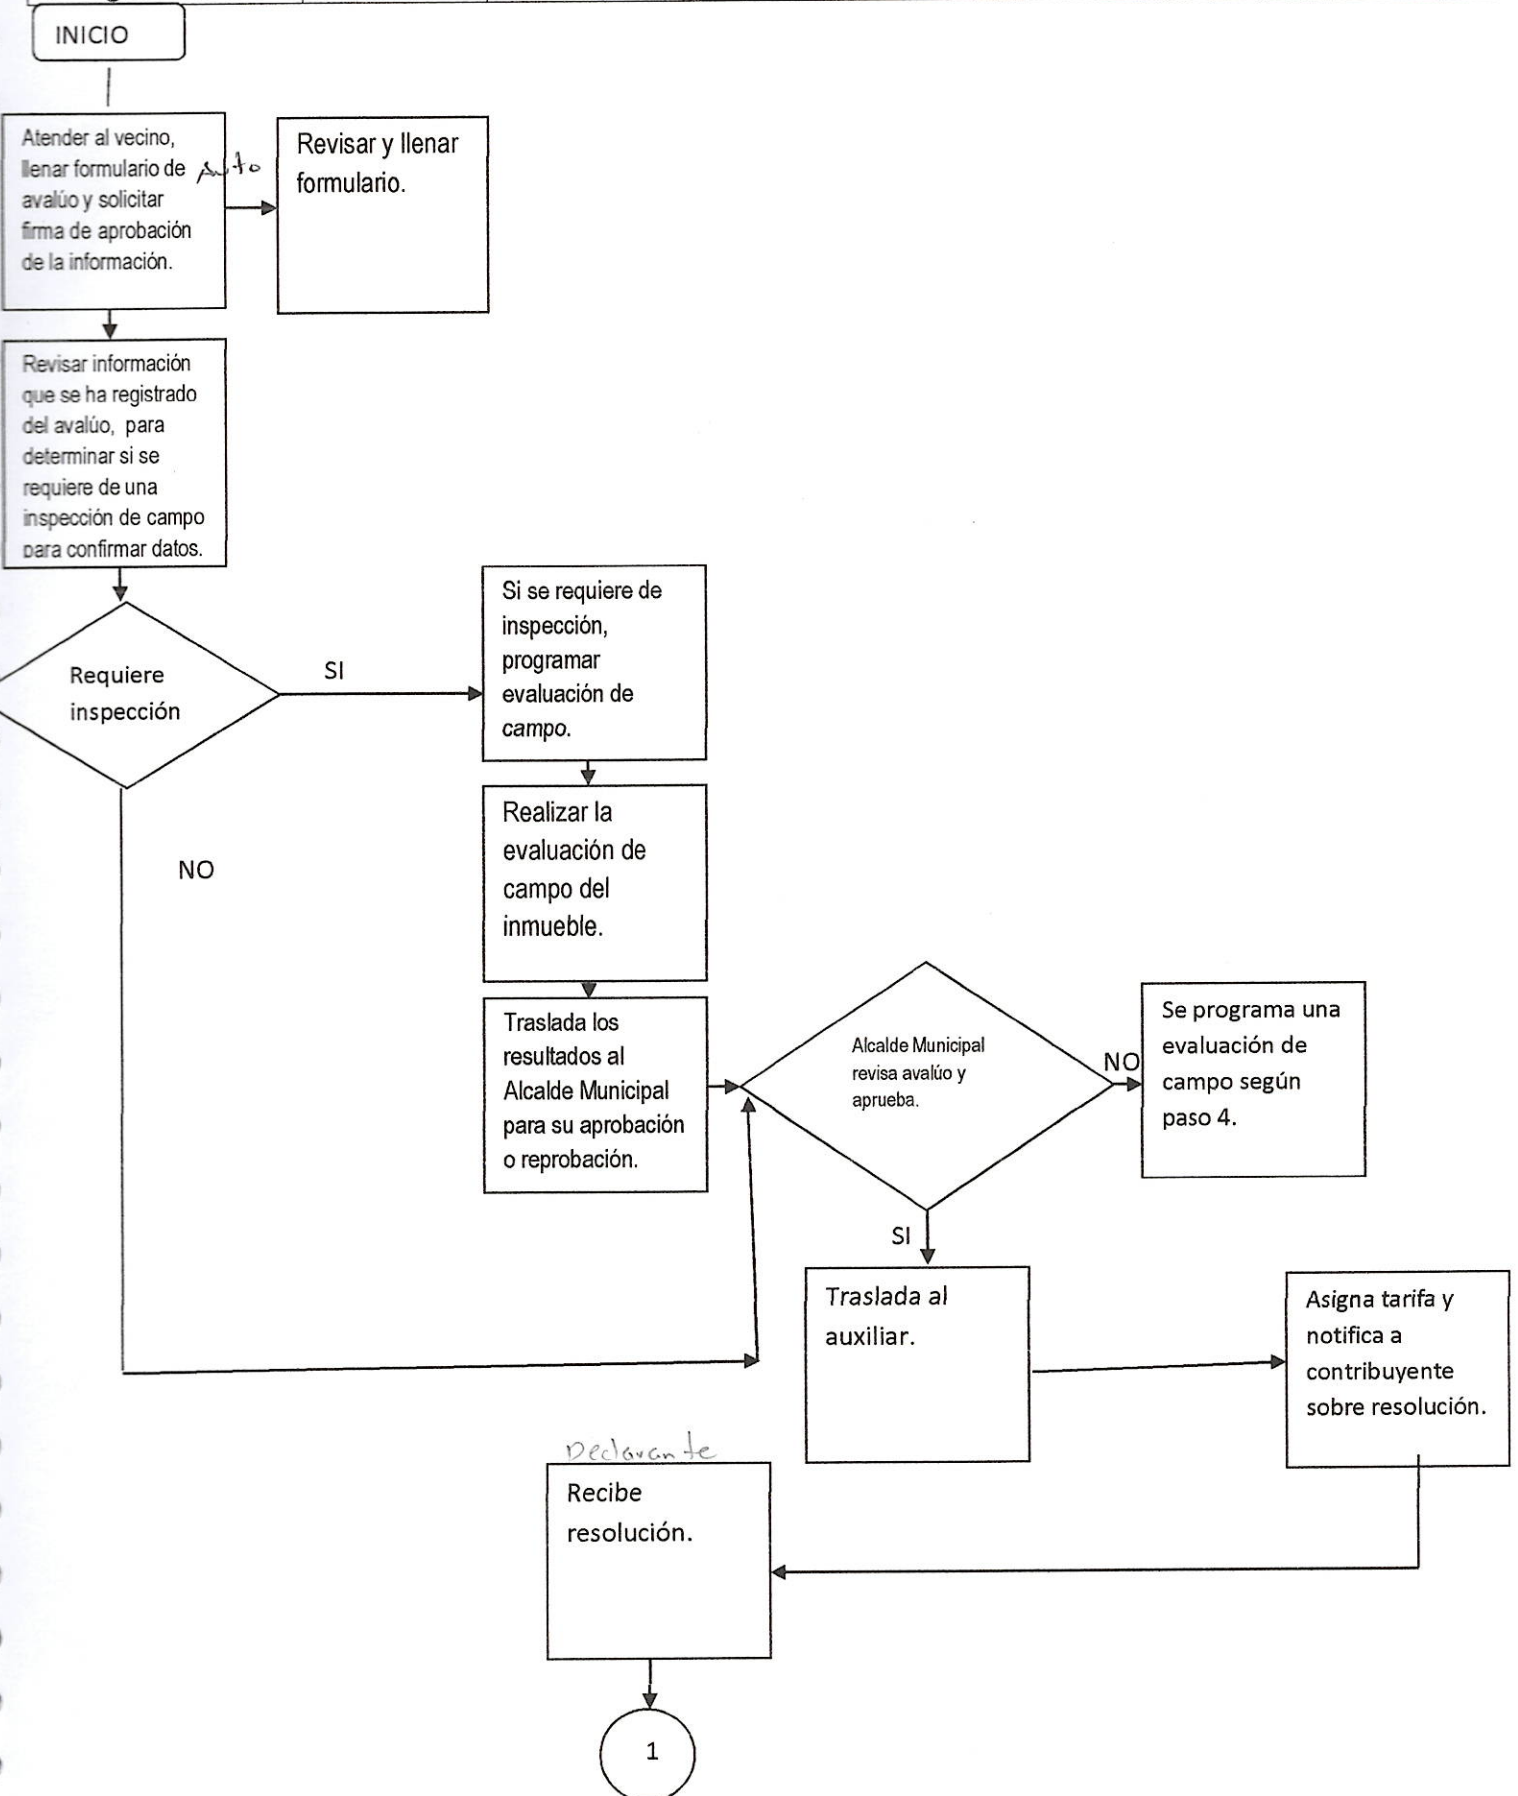 INICIO
Atender al vecino,
llenar formulario de
avalúo y solicitar
firma de aprobación
de la información.
Revisar y llenar
formulario.
Revisar información
que se ha registrado
del avalúo, para
determinar si se
requiere de una
inspección de campo
para confirmar datos.
Requiere
inspección
SI
NO
Si se requiere de
inspección,
programar
evaluación de
campo.
Realizar la
evaluación de
campo del
inmueble.
Traslada los
resultados al
Alcalde Municipal
para su aprobación
o reprobación.
Alcalde Municipal
revisa avalúo y
aprueba.
NO
Se programa una
evaluación de
campo según
paso 4.
SI
Traslada al
auxiliar.
Asigna tarifa y
notifica a
contribuyente
sobre resolución.
Declarante
Recibe
resolución.
1